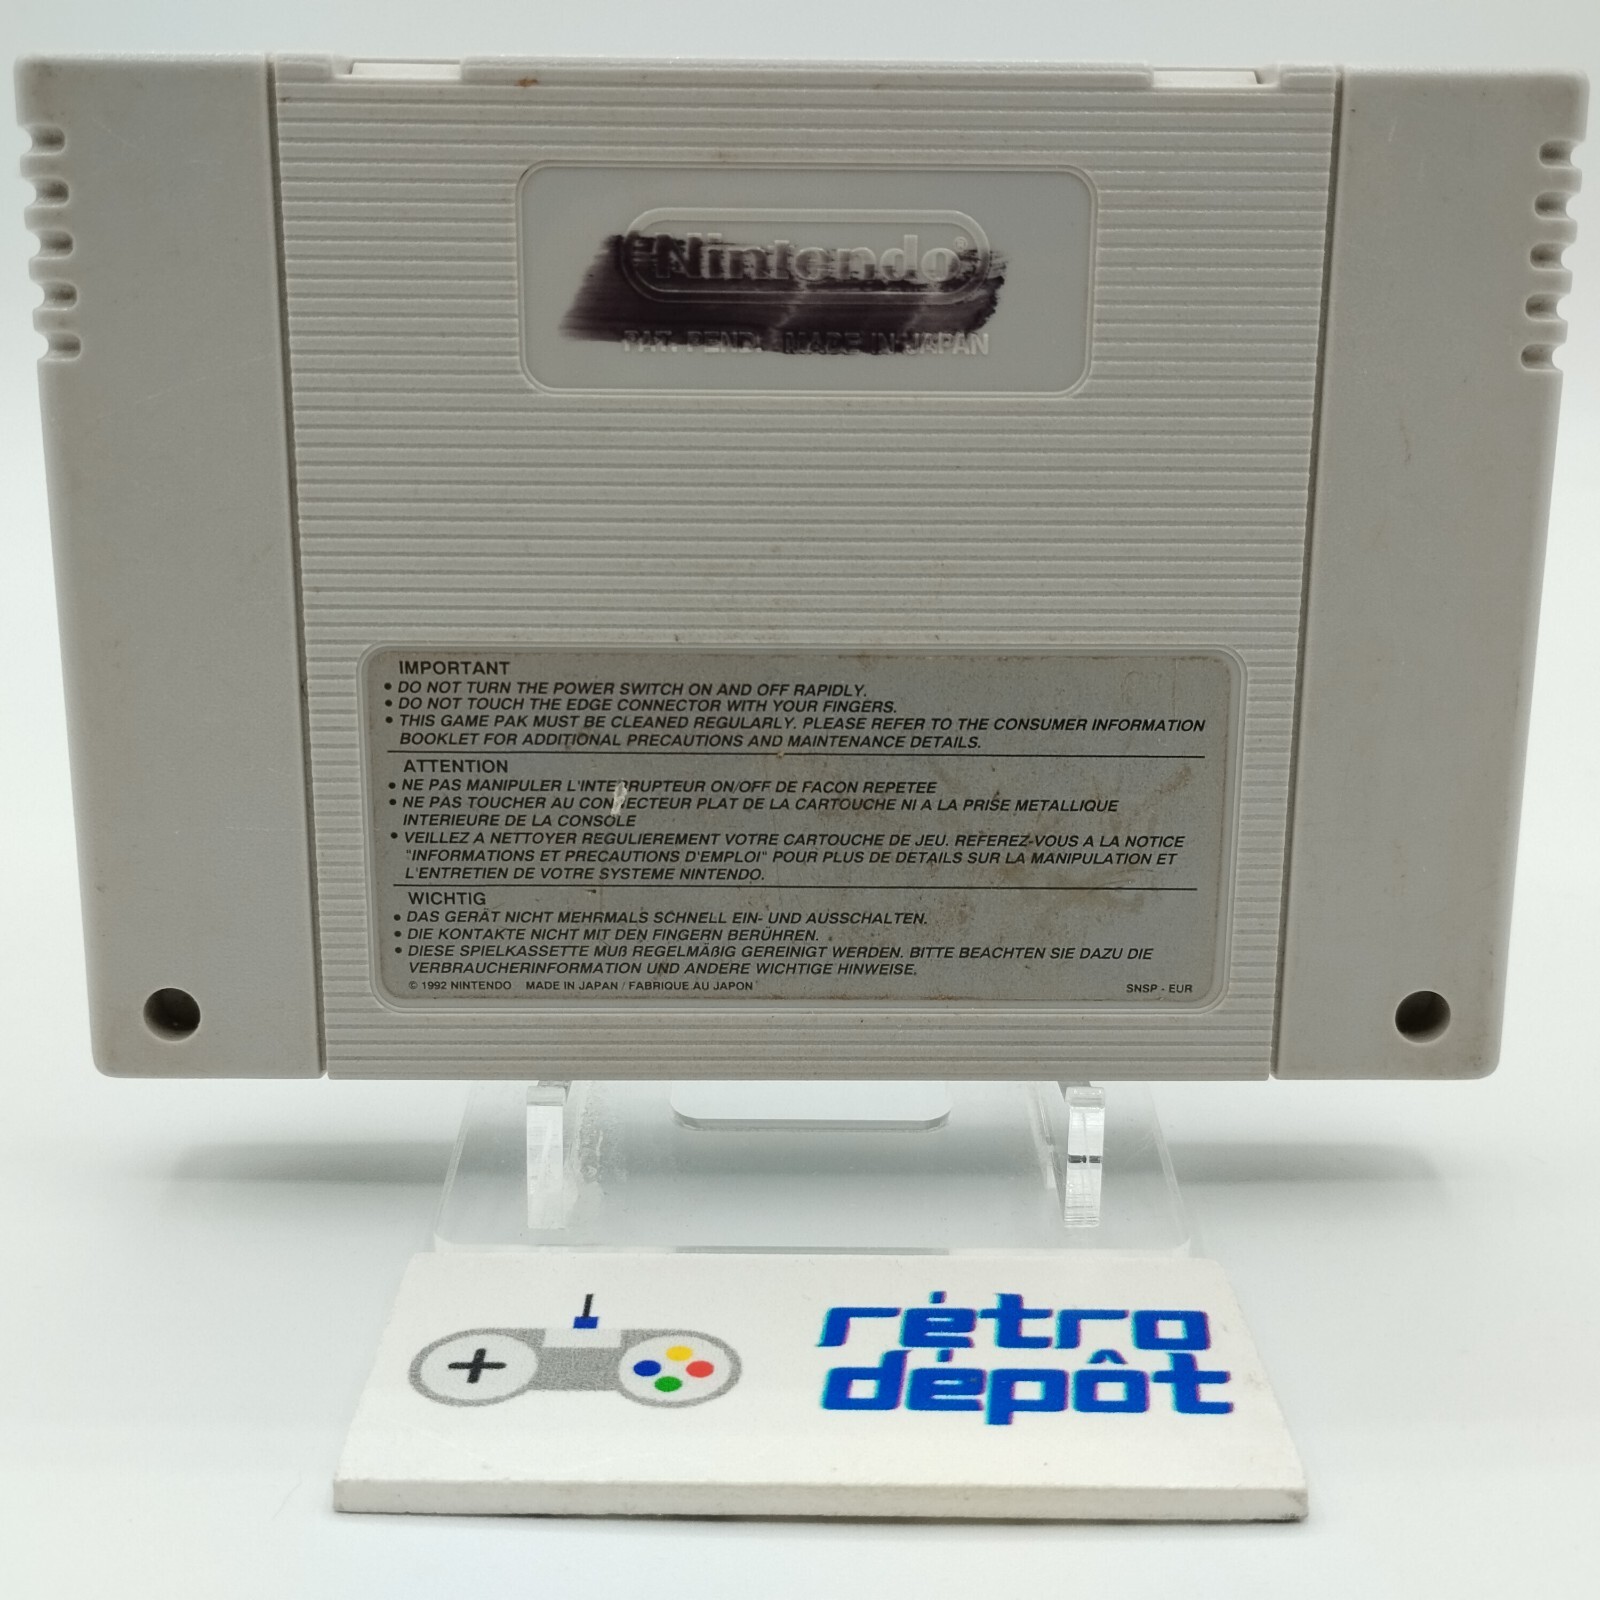 Nintendo®
PAT. PEND. MADE IN JAPAN
IMPORTANT
• DO NOT TURN THE POWER SWITCH ON AND OFF RAPIDLY.
• DO NOT TOUCH THE EDGE CONNECTOR WITH YOUR FINGERS.
• THIS GAME PAK MUST BE CLEANED REGULARLY. PLEASE REFER TO THE CONSUMER INFORMATION
BOOKLET FOR ADDITIONAL PRECAUTIONS AND MAINTENANCE DETAILS.
ATTENTION
• NE PAS MANIPULER L'INTERRUPTEUR ON/OFF DE FACON REPETEE
• NE PAS TOUCHER AU CONNECTEUR PLAT DE LA CARTOUCHE NI A LA PRISE METALLIQUE
INTERIEURE DE LA CONSOLE
• VEILLEZ A NETTOYER REGULIEREMENT VOTRE CARTOUCHE DE JEU. REFEREZ-VOUS A LA NOTICE
"INFORMATIONS ET PRECAUTIONS D'EMPLOI" POUR PLUS DE DETAILS SUR LA MANIPULATION ET
L'ENTRETIEN DE VOTRE SYSTEME NINTENDO.
WICHTIG
• DAS GERÄT NICHT MEHRMALS SCHNELL EIN- UND AUSSCHALTEN.
• DIE KONTAKTE NICHT MIT DEN FINGERN BERÜHREN.
• DIESE SPIELKASSETTE MUß REGELMÄßIG GEREINIGT WERDEN. BITTE BEACHTEN SIE DAZU DIE
VERBRAUCHERINFORMATION UND ANDERE WICHTIGE HINWEISE.
© 1992 NINTENDO MADE IN JAPAN / FABRIQUE AU JAPON SNSP - EUR
rétro
dépôt